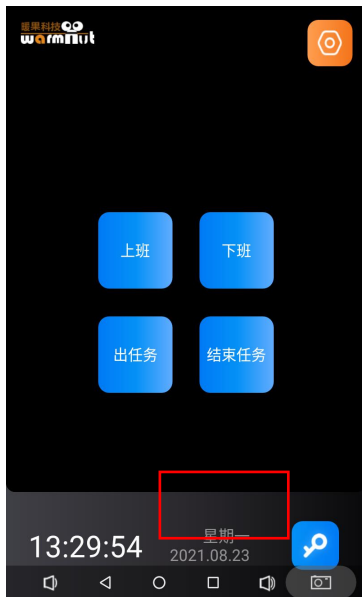 暖果科技
warmnut
上班
下班
出任务
结束任务
星期一
13:29:54
2021.08.23